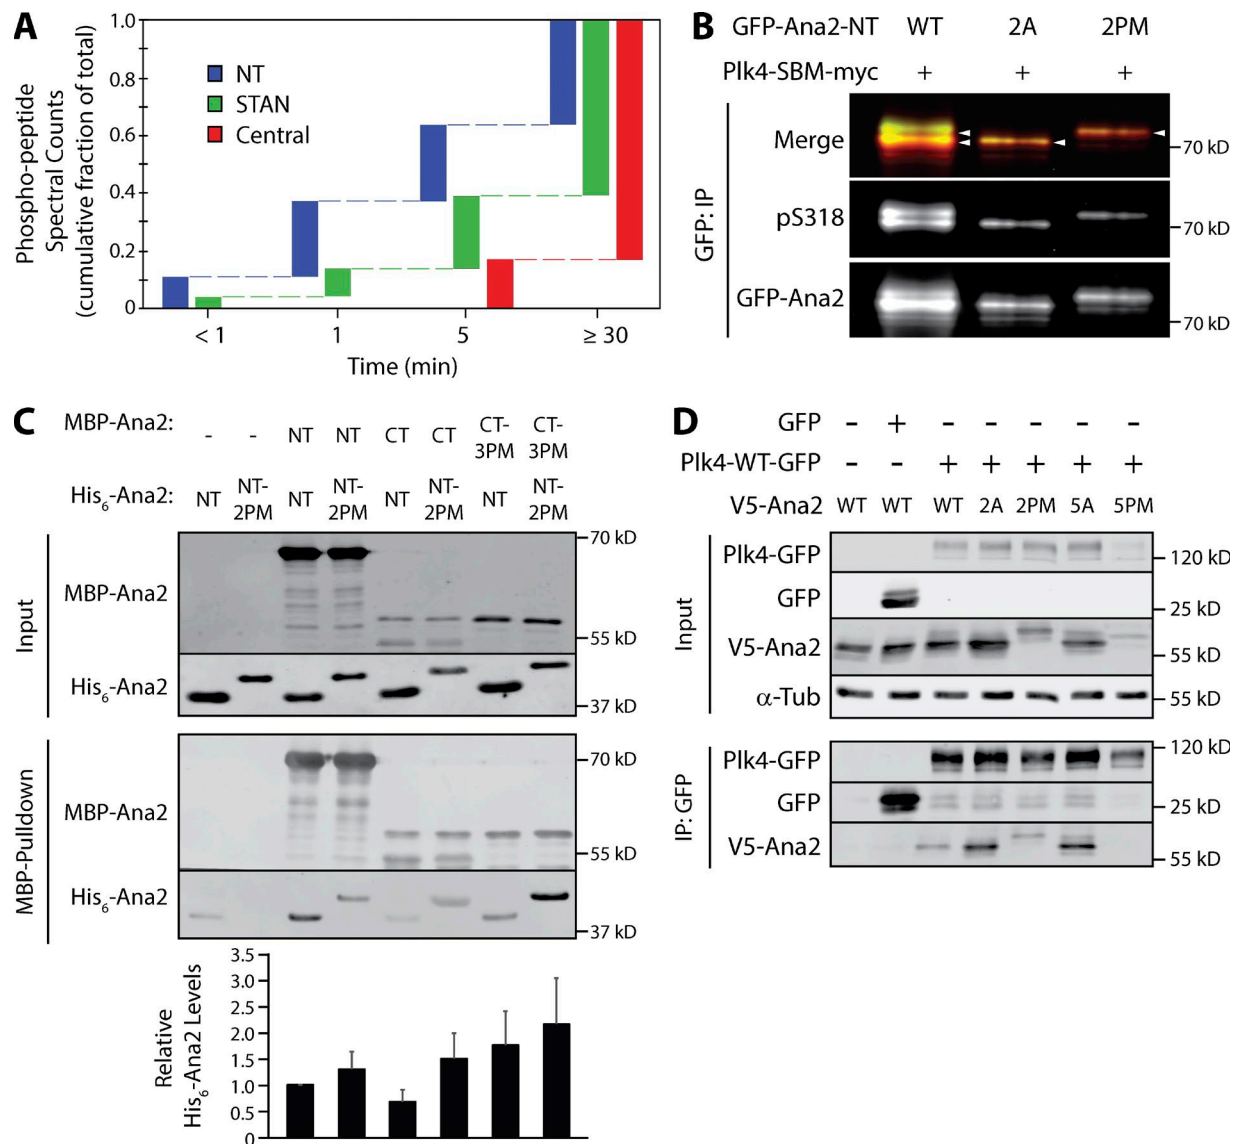 A
Phospho-peptide
Spectral Counts
(cumulative fraction of total)
1.0
0.8
0.6
0.4
0.2
0
NT
STAN
Central
< 1 1 5 ≥ 30
Time (min)
B
GFP-Ana2-NT WT 2A 2PM
Plk4-SBM-myc + + +
GFP: IP
Merge
70 kD
pS318
70 kD
GFP-Ana2
70 kD
C
MBP-Ana2: - - NT NT CT CT CT-3PM CT-3PM
His6-Ana2: NT NT-2PM NT NT-2PM NT NT-2PM NT NT-2PM
Input
70 kD
MBP-Ana2
55 kD
His6-Ana2
37 kD
MBP-Pulldown
70 kD
MBP-Ana2
55 kD
His6-Ana2
37 kD
Relative
His6-Ana2 Levels
3.5
3.0
2.5
2.0
1.5
1.0
0.5
0
D
GFP - + - - - - -
Plk4-WT-GFP - - + + + + +
V5-Ana2 WT WT WT 2A 2PM 5A 5PM
Input
Plk4-GFP
120 kD
GFP
25 kD
V5-Ana2
55 kD
α-Tub
55 kD
IP: GFP
Plk4-GFP
120 kD
GFP
25 kD
V5-Ana2
55 kD